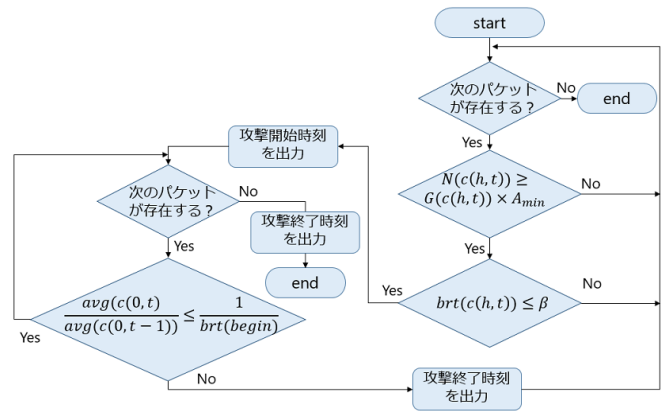 start
次のパケット
が存在する？
No
end
Yes
N(c(h,t)) ≥
G(c(h,t)) × A_min
No
Yes
brt(c(h,t)) ≤ β
No
Yes
攻撃開始時刻
を出力
次のパケット
が存在する？
No
攻撃終了時刻
を出力
end
Yes
avg(c(0,t) / avg(c(0,t−1)) ≤ 1 / brt(begin)
Yes
No
攻撃終了時刻
を出力